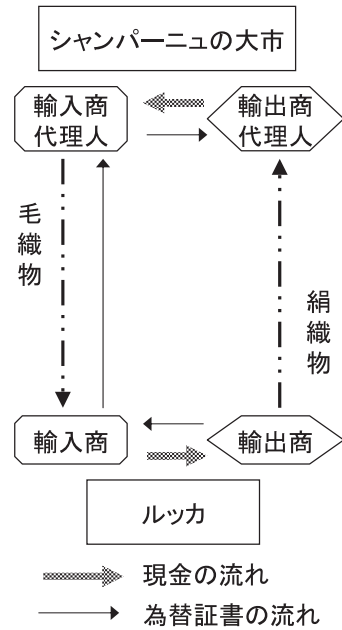 シャンパーニュの大市
輸入商
代理人
輸出商
代理人
毛織物
絹織物
輸入商
輸出商
ルッカ
現金の流れ
為替証書の流れ